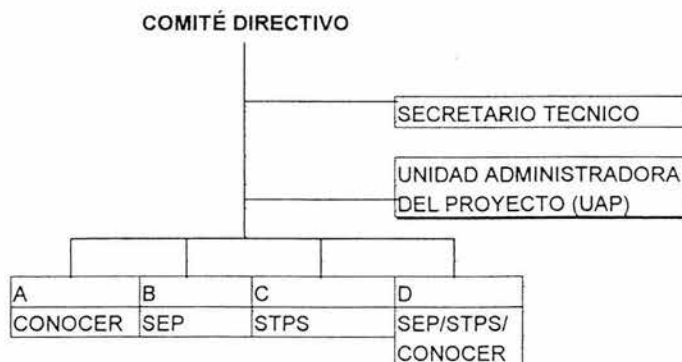 COMITÉ DIRECTIVO
SECRETARIO TECNICO
UNIDAD ADMINISTRADORA
DEL PROYECTO (UAP)
A B C D
CONOCER SEP STPS SEP/STPS/
CONOCER